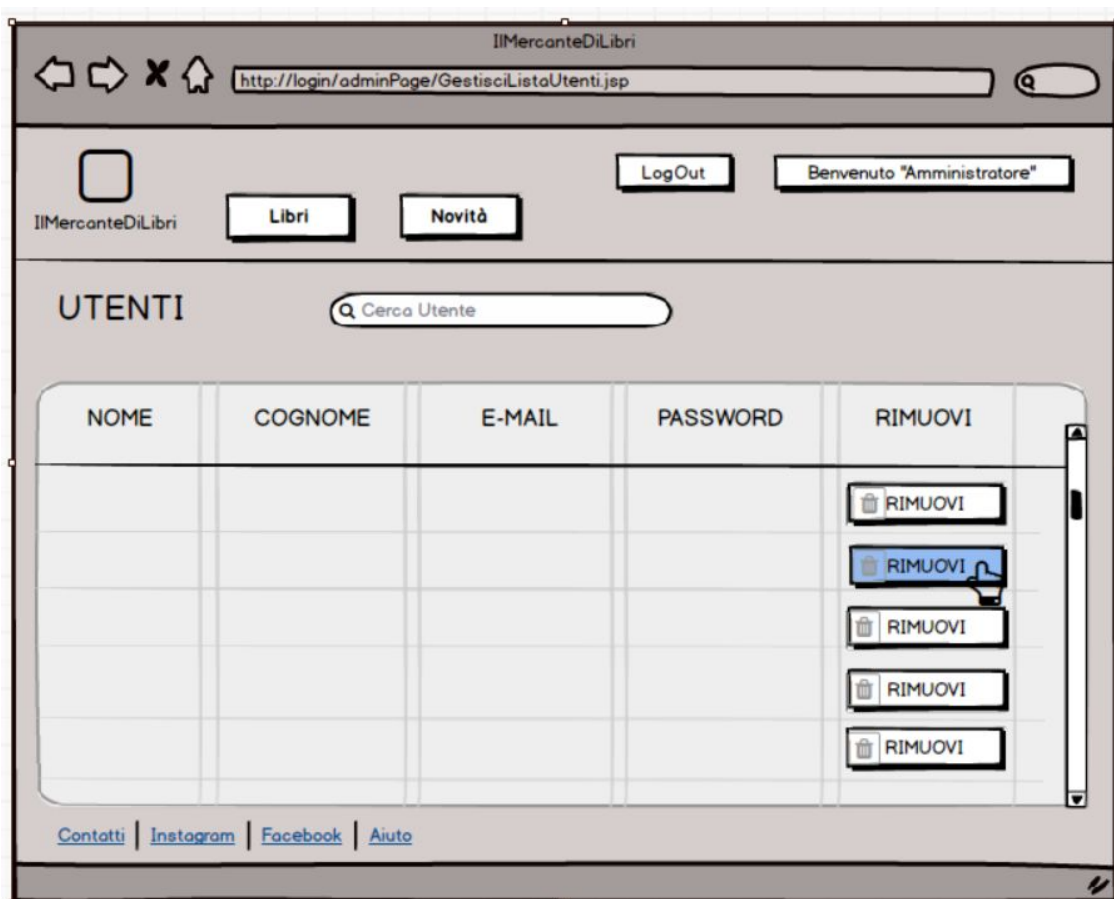 IlMercanteDiLibri
http://login/adminPage/GestisciListaUtenti.jsp
LogOut
Benvenuto "Amministratore"
IlMercanteDiLibri
Libri
Novità
UTENTI
Cerca Utente
NOME COGNOME E-MAIL PASSWORD RIMUOVI
RIMUOVI
RIMUOVI
RIMUOVI
RIMUOVI
RIMUOVI
Contatti Instagram Facebook Aiuto